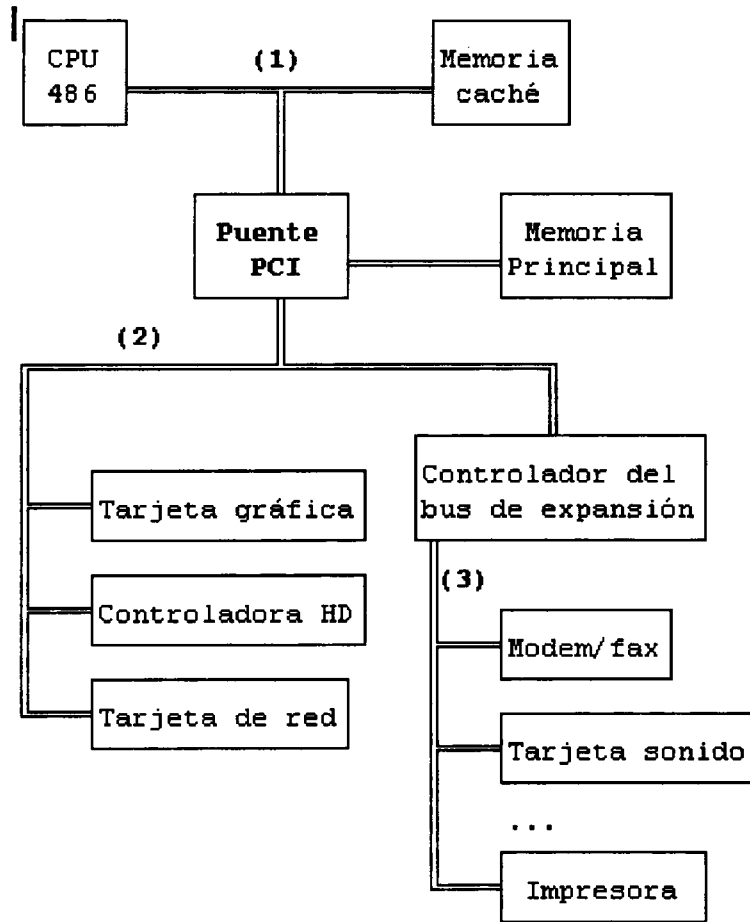 CPU
486
(1)
Memoria
caché
Puente
PCI
Memoria
Principal
(2)
Tarjeta gráfica
Controladora HD
Tarjeta de red
Controlador del
bus de expansión
(3)
Modem/fax
Tarjeta sonido
...
Impresora